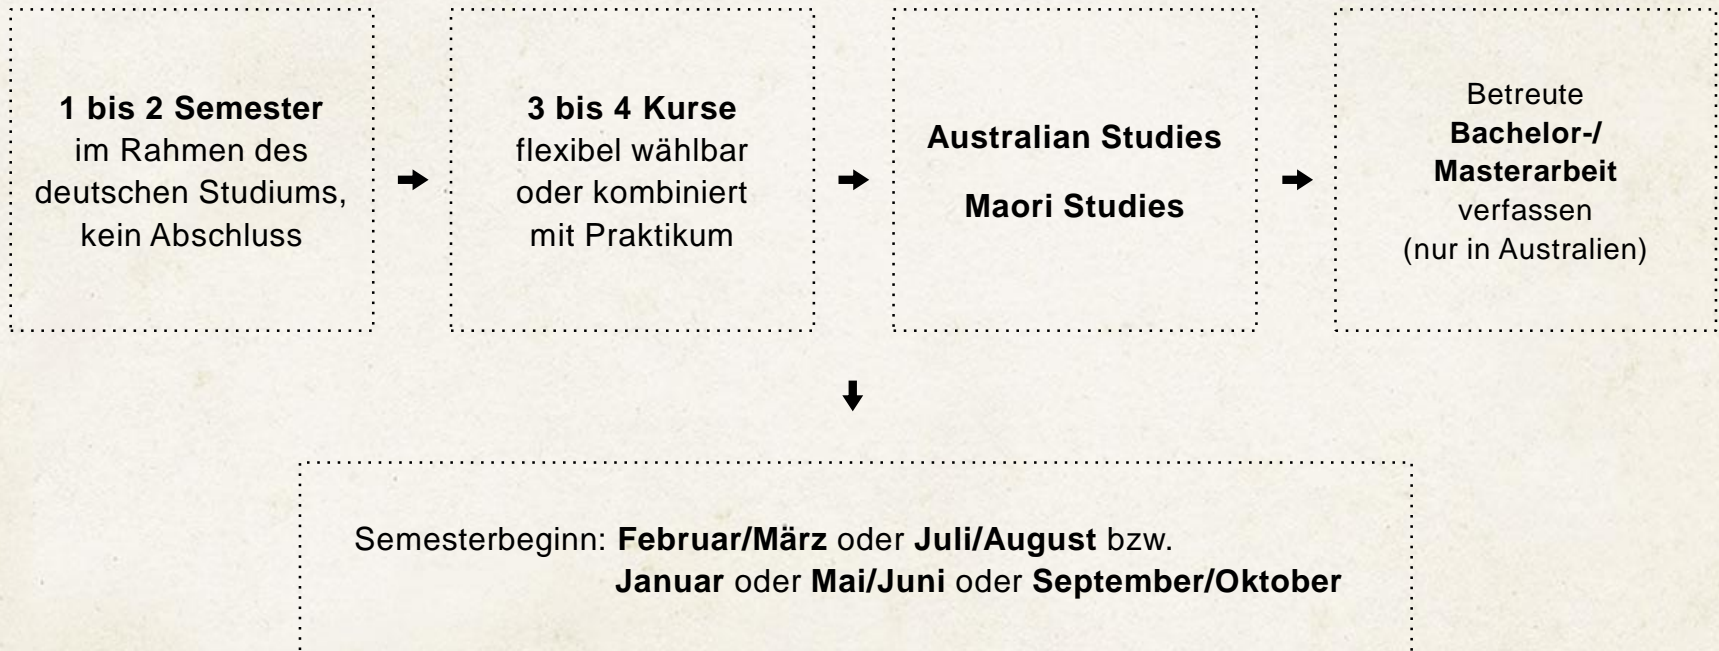 1 bis 2 Semester
im Rahmen des
deutschen Studiums,
kein Abschluss
3 bis 4 Kurse
flexibel wählbar
oder kombiniert
mit Praktikum
Australian Studies
Maori Studies
Betreute
Bachelor-/
Masterarbeit
verfassen
(nur in Australien)
Semesterbeginn: Februar/März oder Juli/August bzw.
Januar oder Mai/Juni oder September/Oktober